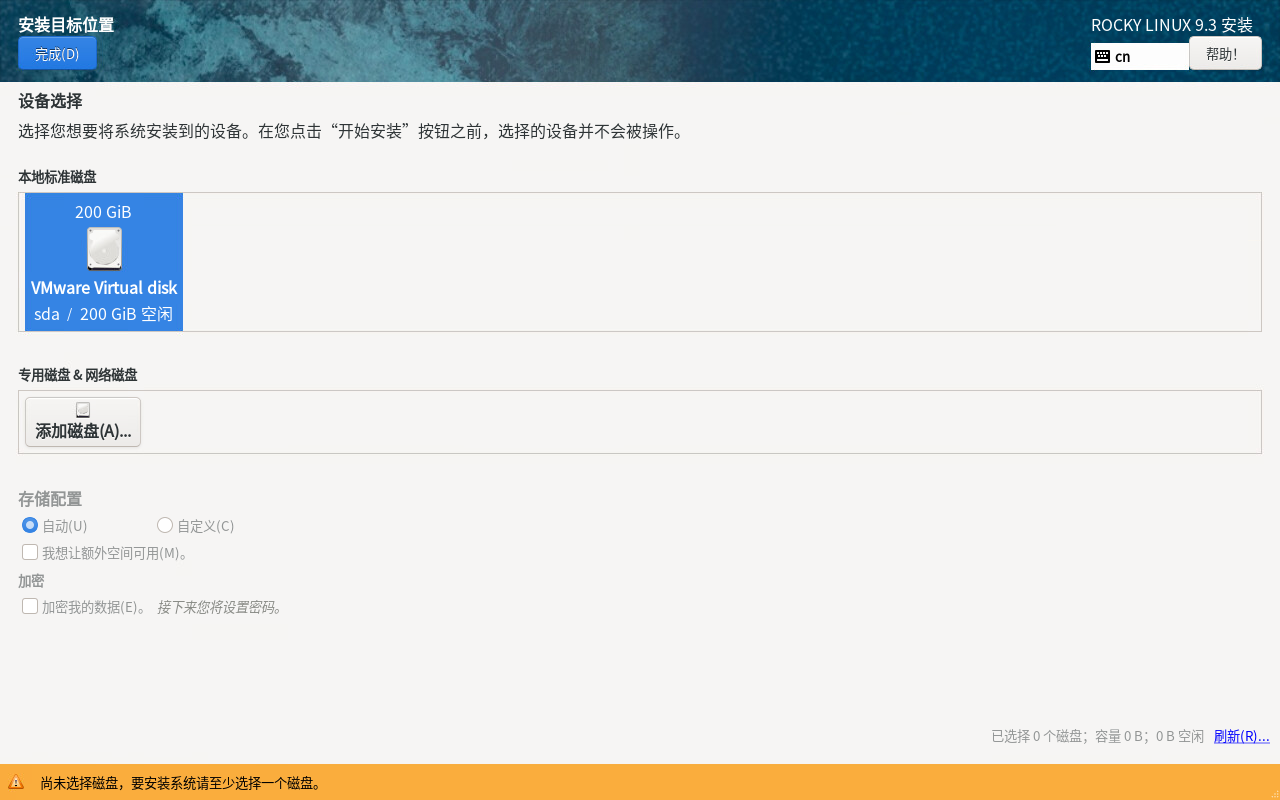 安装目标位置
ROCKY LINUX 9.3 安装
完成(D)
cn
帮助!
设备选择
选择您想要将系统安装到的设备。在您点击“开始安装”按钮之前，选择的设备并不会被操作。
本地标准磁盘
200 GiB
VMware Virtual disk
sda / 200 GiB 空闲
专用磁盘 & 网络磁盘
添加磁盘(A)...
存储配置
自动(U) 自定义(C)
我想让额外空间可用(M)。
加密
加密我的数据(E)。 接下来您将设置密码。
已选择 0 个磁盘；容量 0 B；0 B 空闲 刷新(R)...
尚未选择磁盘，要安装系统请至少选择一个磁盘。